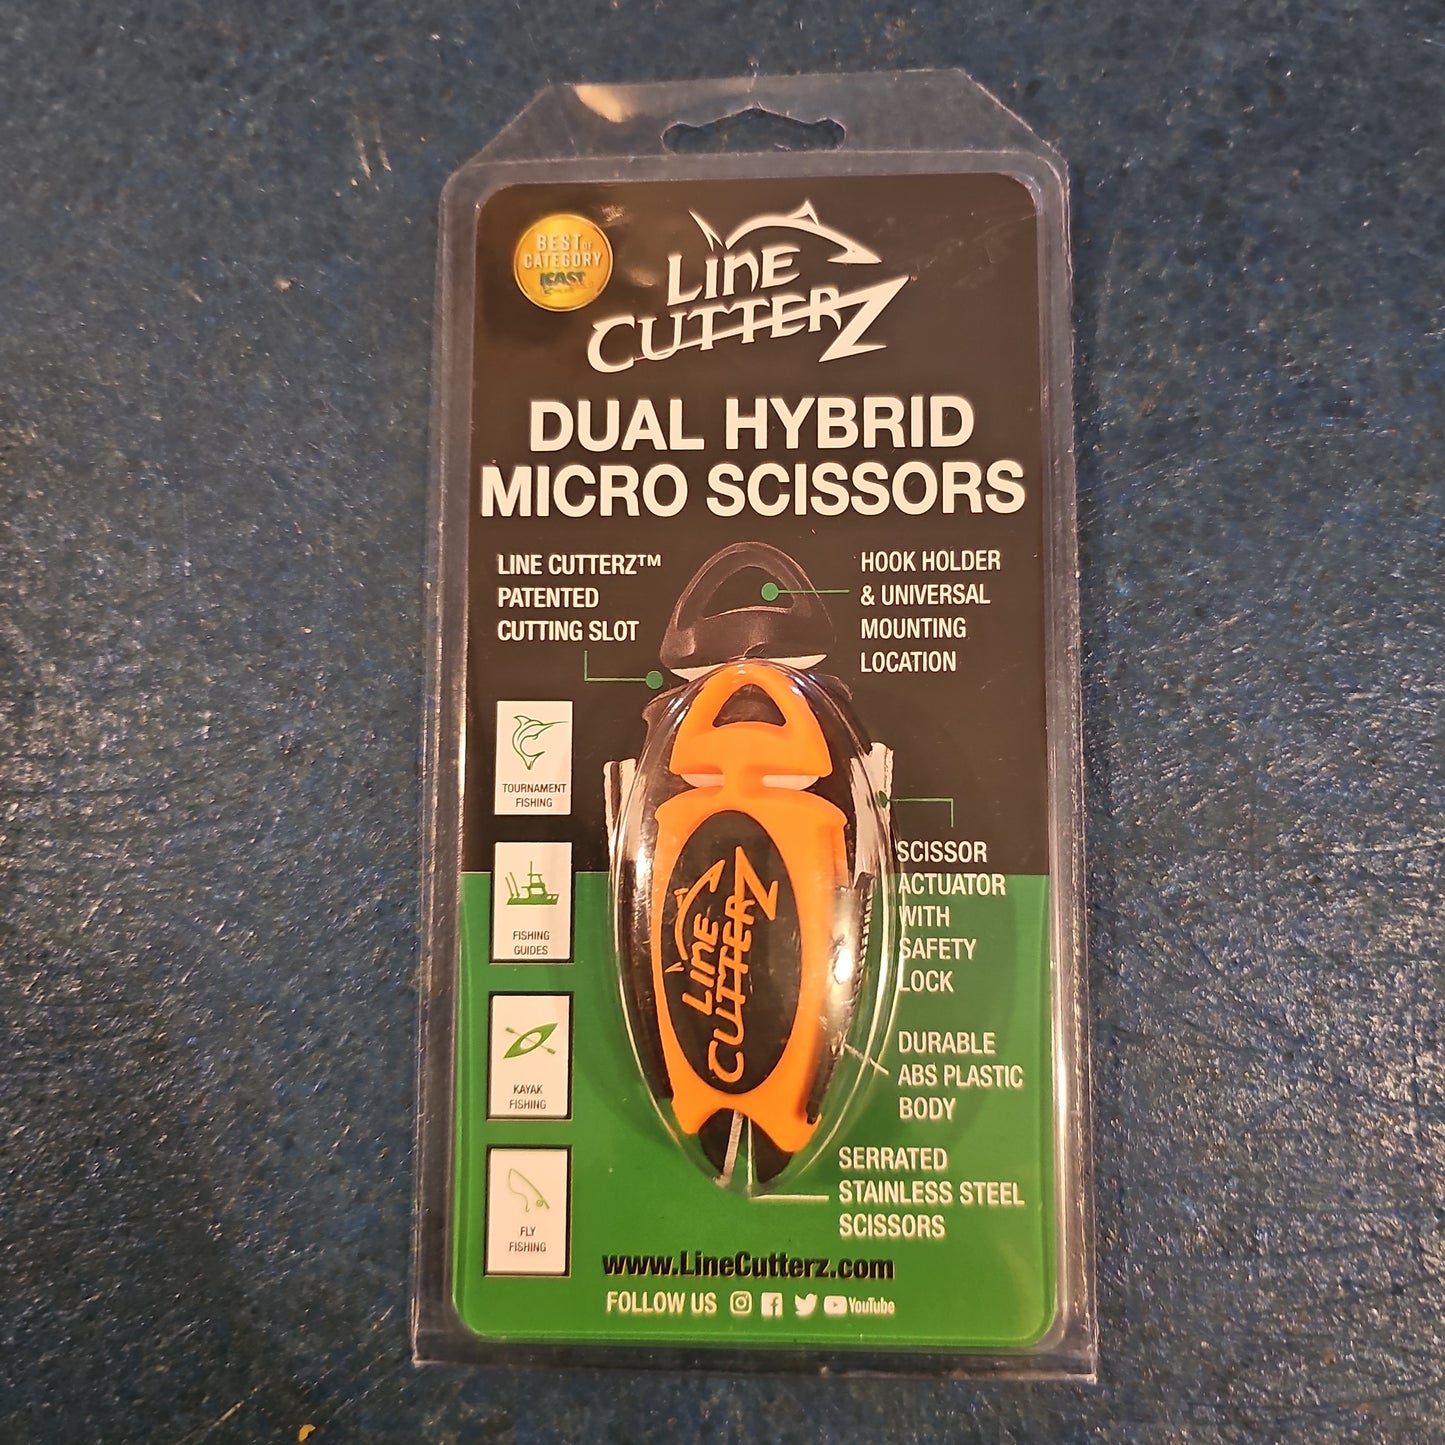 BEST OF
CATEGORY
ICAST
LINE
CUTTERZ
DUAL HYBRID
MICRO SCISSORS
LINE CUTTERZ™
PATENTED
CUTTING SLOT
HOOK HOLDER
& UNIVERSAL
MOUNTING
LOCATION
TOURNAMENT
FISHING
FISHING
GUIDES
KAYAK
FISHING
FLY
FISHING
LINE
CUTTERZ
SCISSOR
ACTUATOR
WITH
SAFETY
LOCK
DURABLE
ABS PLASTIC
BODY
SERRATED
STAINLESS STEEL
SCISSORS
www.LineCutterz.com
FOLLOW US YouTube